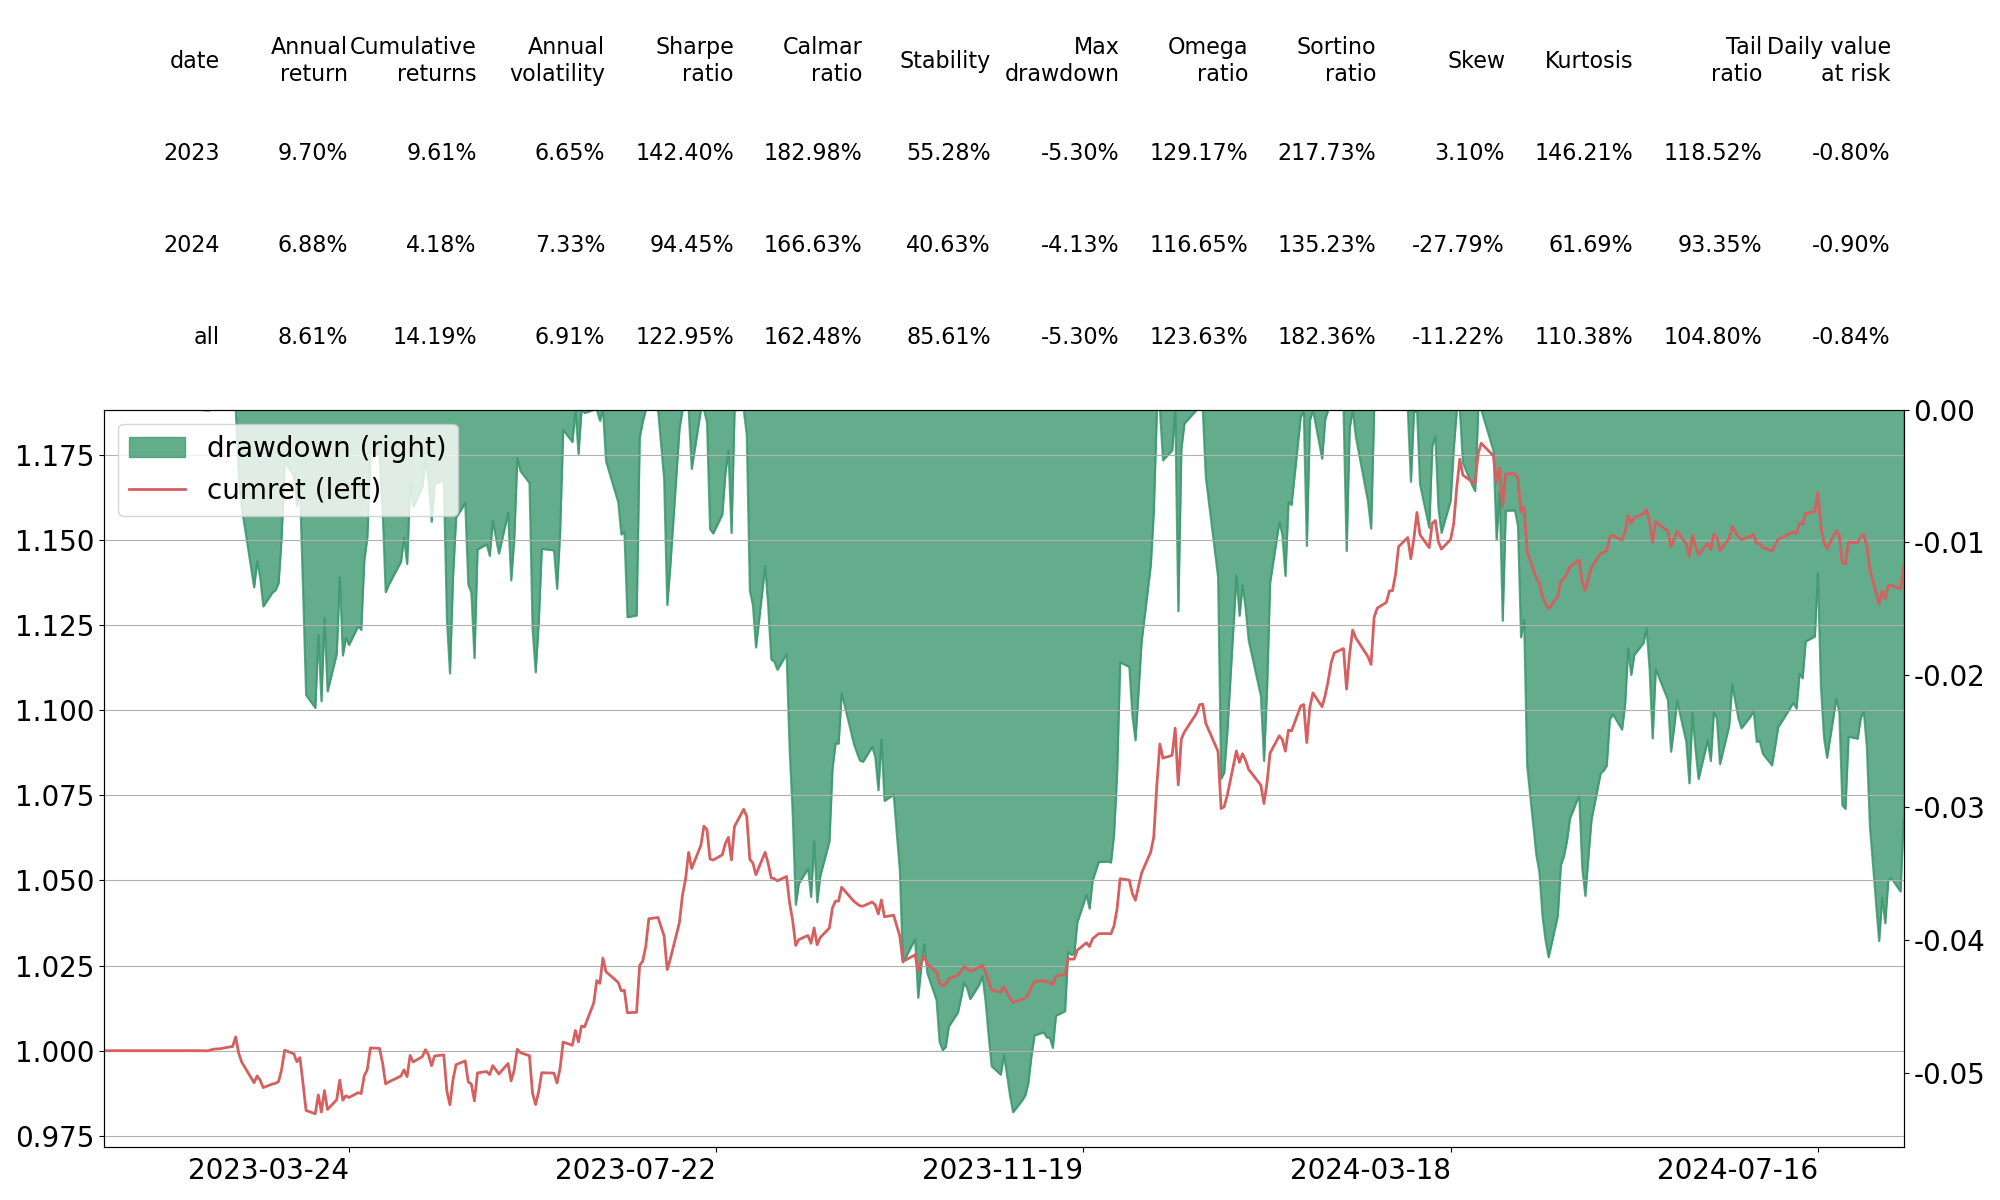 date Annual return Cumulative returns Annual volatility Sharpe ratio Calmar ratio Stability Max drawdown Omega ratio Sortino ratio Skew Kurtosis Tail ratio Daily value at risk
2023 9.70% 9.61% 6.65% 142.40% 182.98% 55.28% -5.30% 129.17% 217.73% 3.10% 146.21% 118.52% -0.80%
2024 6.88% 4.18% 7.33% 94.45% 166.63% 40.63% -4.13% 116.65% 135.23% -27.79% 61.69% 93.35% -0.90%
all 8.61% 14.19% 6.91% 122.95% 162.48% 85.61% -5.30% 123.63% 182.36% -11.22% 110.38% 104.80% -0.84%
drawdown (right)
cumret (left)
1.175
1.150
1.125
1.100
1.075
1.050
1.025
1.000
0.975
0.00
-0.01
-0.02
-0.03
-0.04
-0.05
2023-03-24 2023-07-22 2023-11-19 2024-03-18 2024-07-16